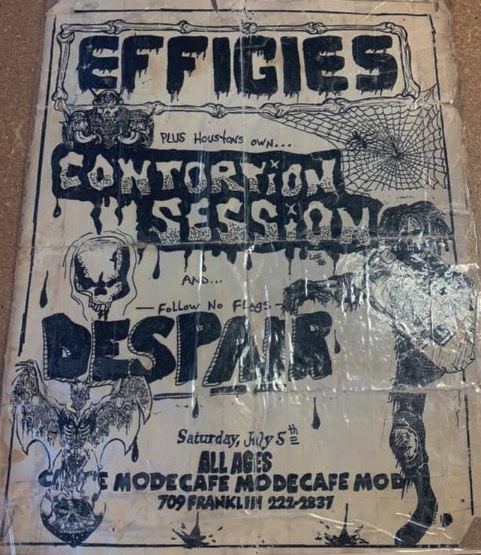 EFFIGIES
PLUS HOUSTON'S OWN...
CONTORTION
SESSION
AND...
— FOLLOW NO FLAGS —
DESPAIR
Saturday, July 5th
ALL AGES
MODECAFE MODECAFE MOD
709 FRANKLIN 222-2837